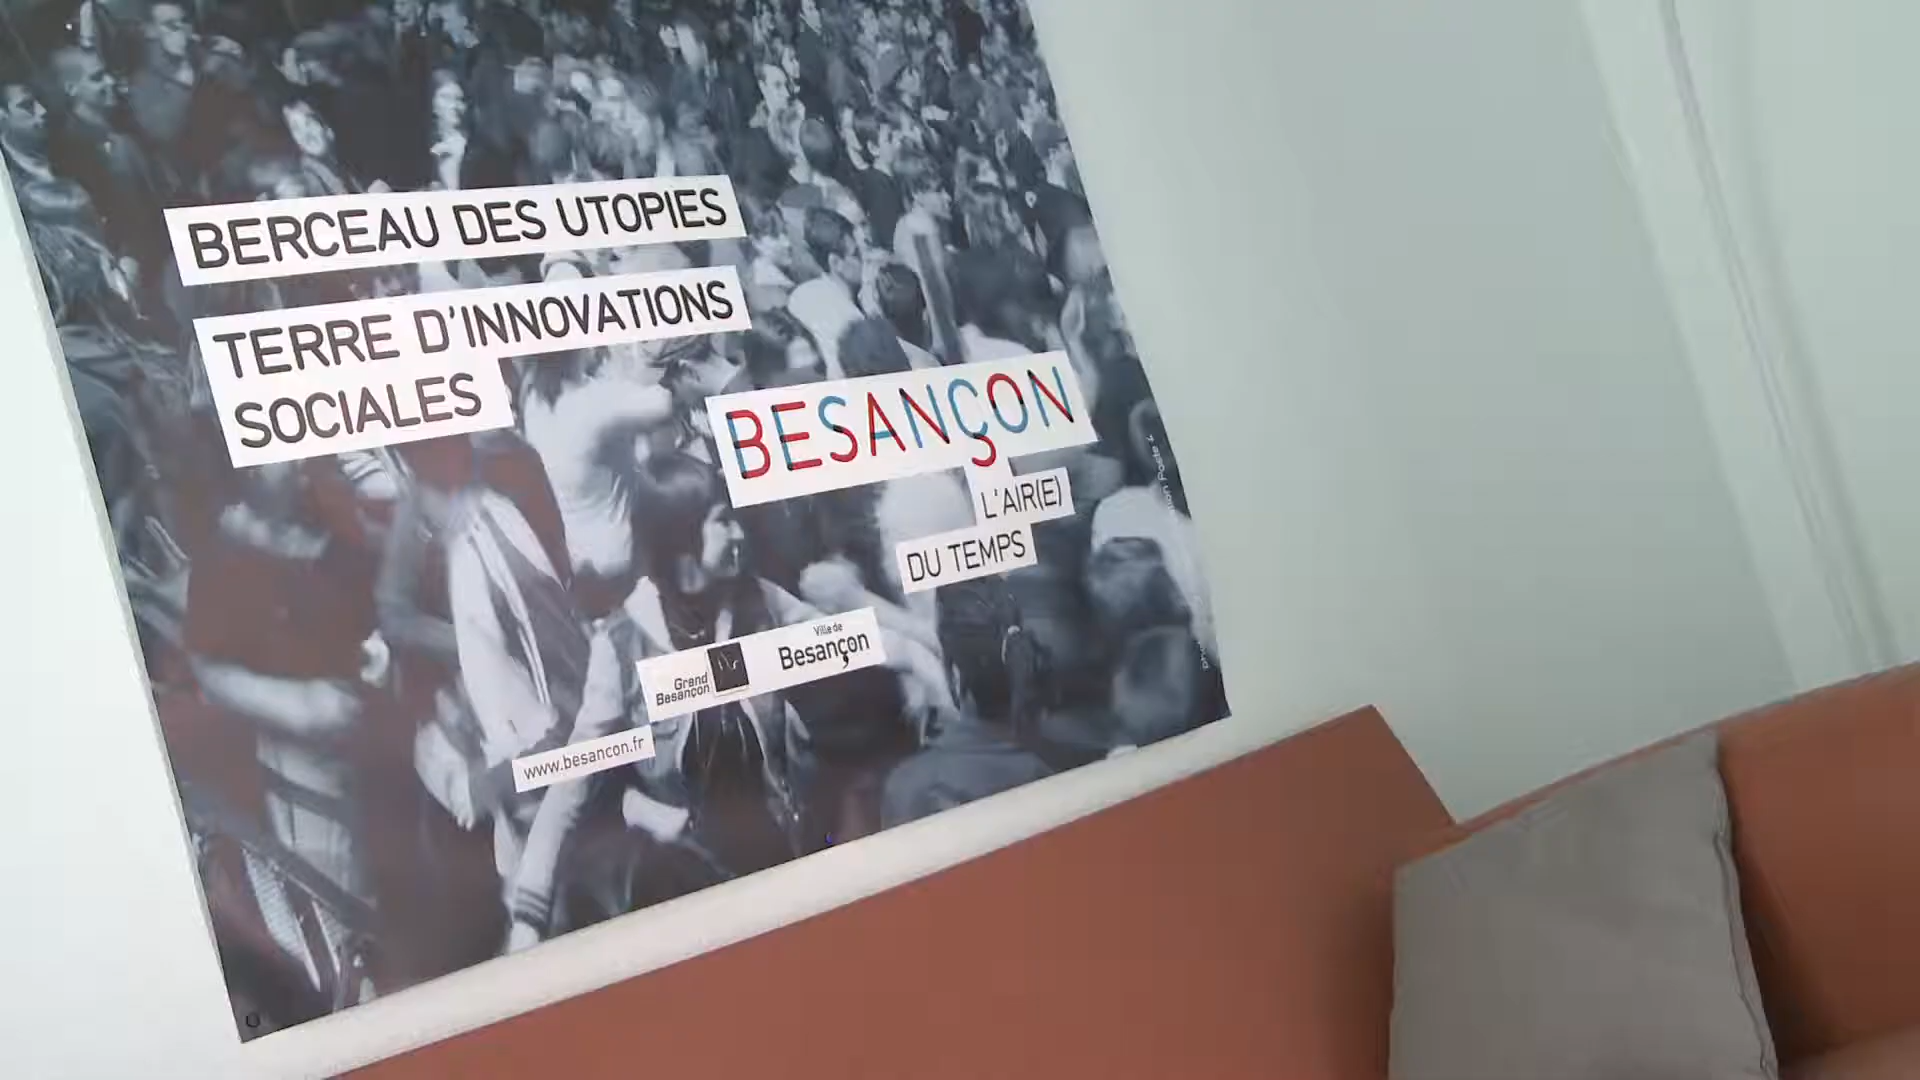 BERCEAU DES UTOPIES
TERRE D'INNOVATIONS
SOCIALES
BESANÇON
L'AIR(E)
DU TEMPS
Grand
Besançon
Ville de
Besançon
www.besancon.fr